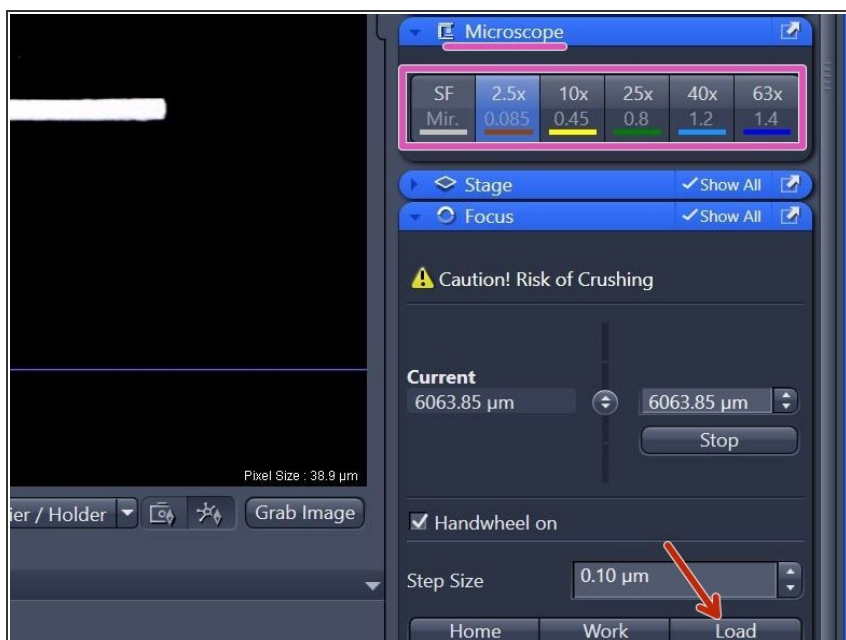 Microscope
SF 2.5x 10x 25x 40x 63x
Mir. 0.085 0.45 0.8 1.2 1.4
Stage Show All
Focus Show All
Caution! Risk of Crushing
Current
6063.85 µm 6063.85 µm
Stop
Pixel Size : 38.9 µm
ier / Holder Grab Image
Handwheel on
Step Size 0.10 µm
Home Work Load